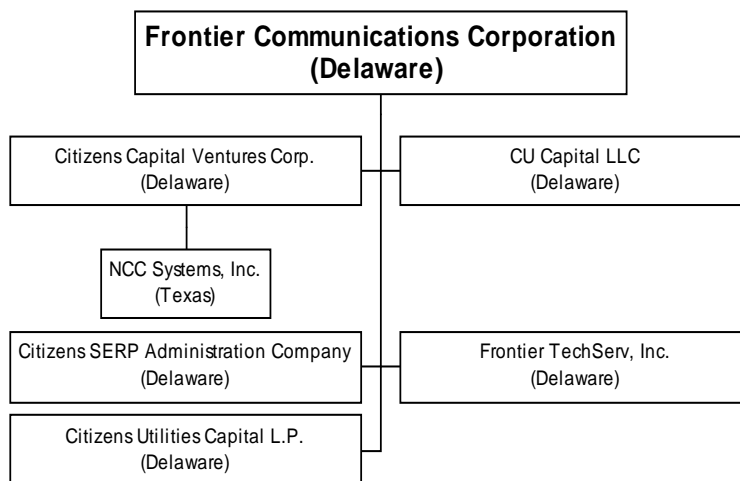 Frontier Communications Corporation
(Delaware)
Citizens Capital Ventures Corp.
(Delaware)
CU Capital LLC
(Delaware)
NCC Systems, Inc.
(Texas)
Citizens SERP Administration Company
(Delaware)
Frontier TechServ, Inc.
(Delaware)
Citizens Utilities Capital L.P.
(Delaware)